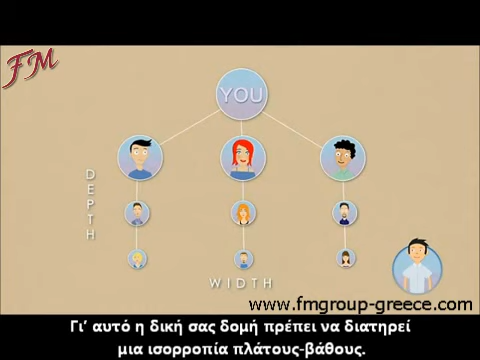 FM
YOU
DEPTH
WIDTH
www.fmgroup-greece.com
Γι’ αυτό η δική σας δομή πρέπει να διατηρεί
μια ισορροπία πλάτους-βάθους.